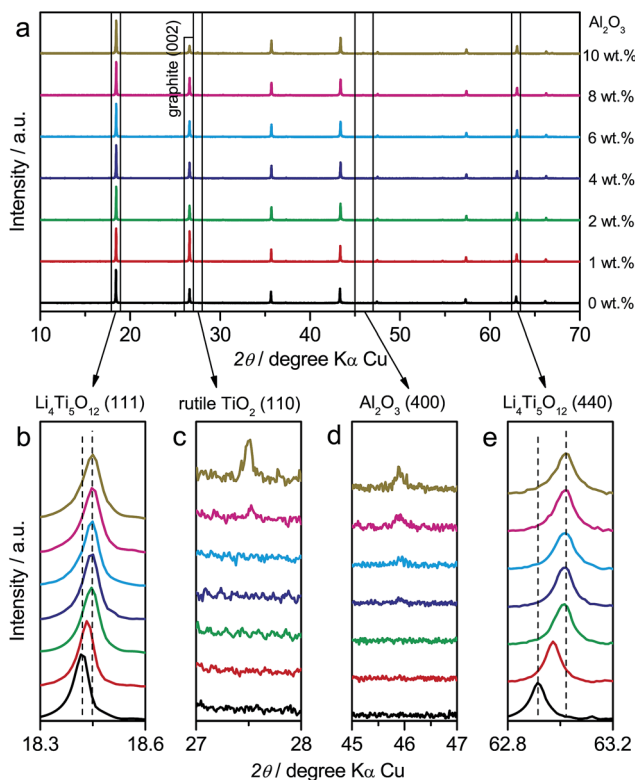 a
Al2O3
10 wt.%
graphite (002)
8 wt.%
6 wt.%
4 wt.%
2 wt.%
1 wt.%
0 wt.%
Intensity / a.u.
10 20 30 40 50 60 70
2θ / degree Kα Cu
Li4Ti5O12 (111)
rutile TiO2 (110)
Al2O3 (400)
Li4Ti5O12 (440)
b
c
d
e
Intensity / a.u.
18.3 18.6
27 28
45 46 47
62.8 63.2
2θ / degree Kα Cu